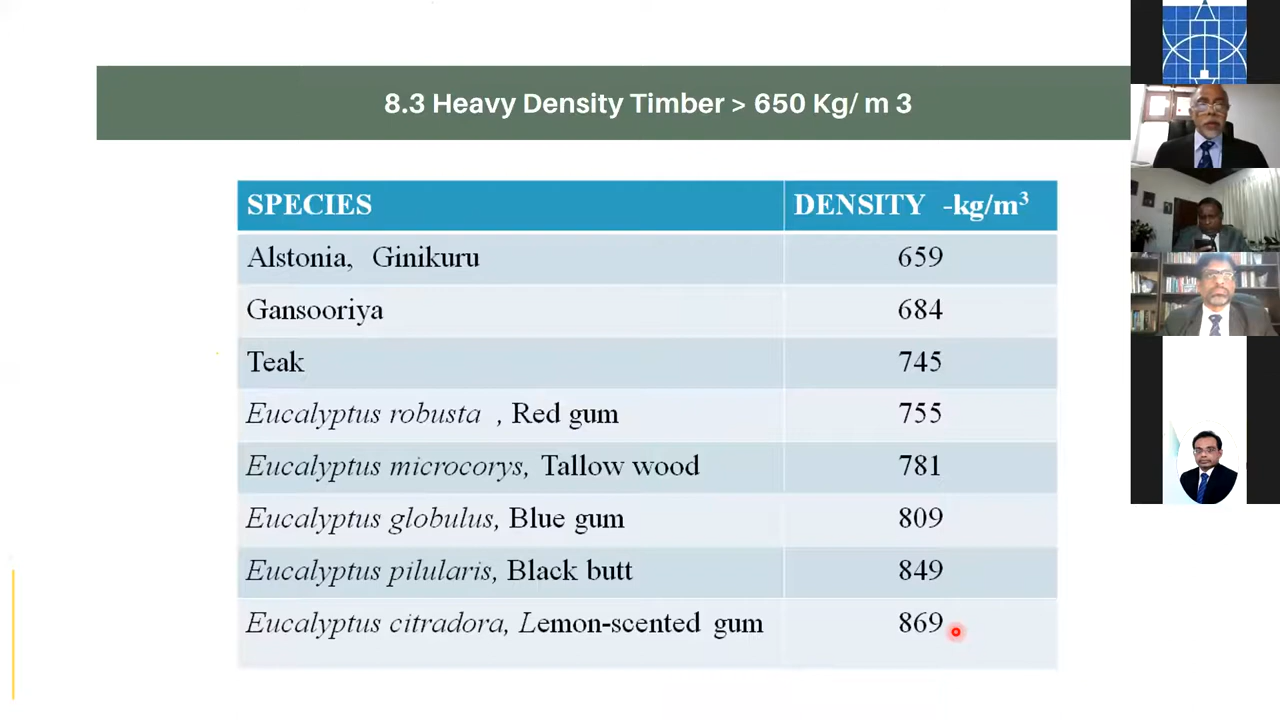 8.3 Heavy Density Timber > 650 Kg/ m 3
SPECIES DENSITY -kg/m³
Alstonia, Ginikuru 659
Gansooriya 684
Teak 745
Eucalyptus robusta , Red gum 755
Eucalyptus microcorys, Tallow wood 781
Eucalyptus globulus, Blue gum 809
Eucalyptus pilularis, Black butt 849
Eucalyptus citradora, Lemon-scented gum 869